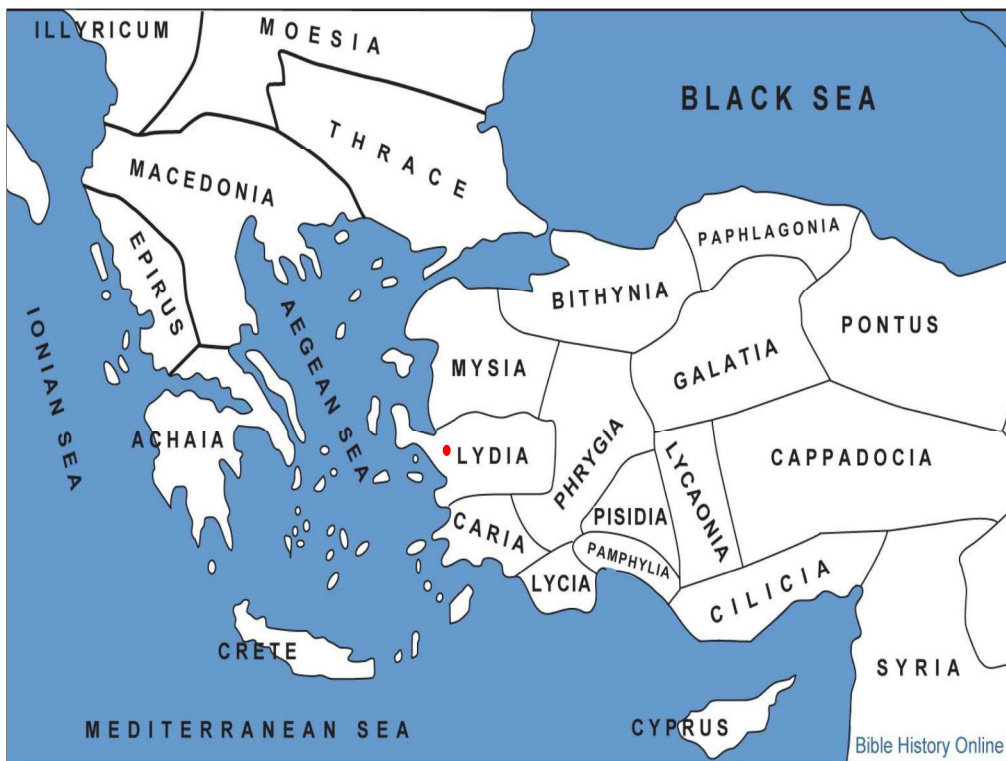 ILLYRICUM
MOESIA
BLACK SEA
THRACE
MACEDONIA
PAPHLAGONIA
EPIRUS
BITHYNIA
IONIAN SEA
AEGEAN SEA
PONTUS
GALATIA
MYSIA
ACHAIA
LYDIA
PHRYGIA
LYCAONIA
CAPPADOCIA
PISIDIA
CARIA
PAMPHYLIA
LYCIA
CILICIA
CRETE
SYRIA
MEDITERRANEAN SEA
CYPRUS
Bible History Online